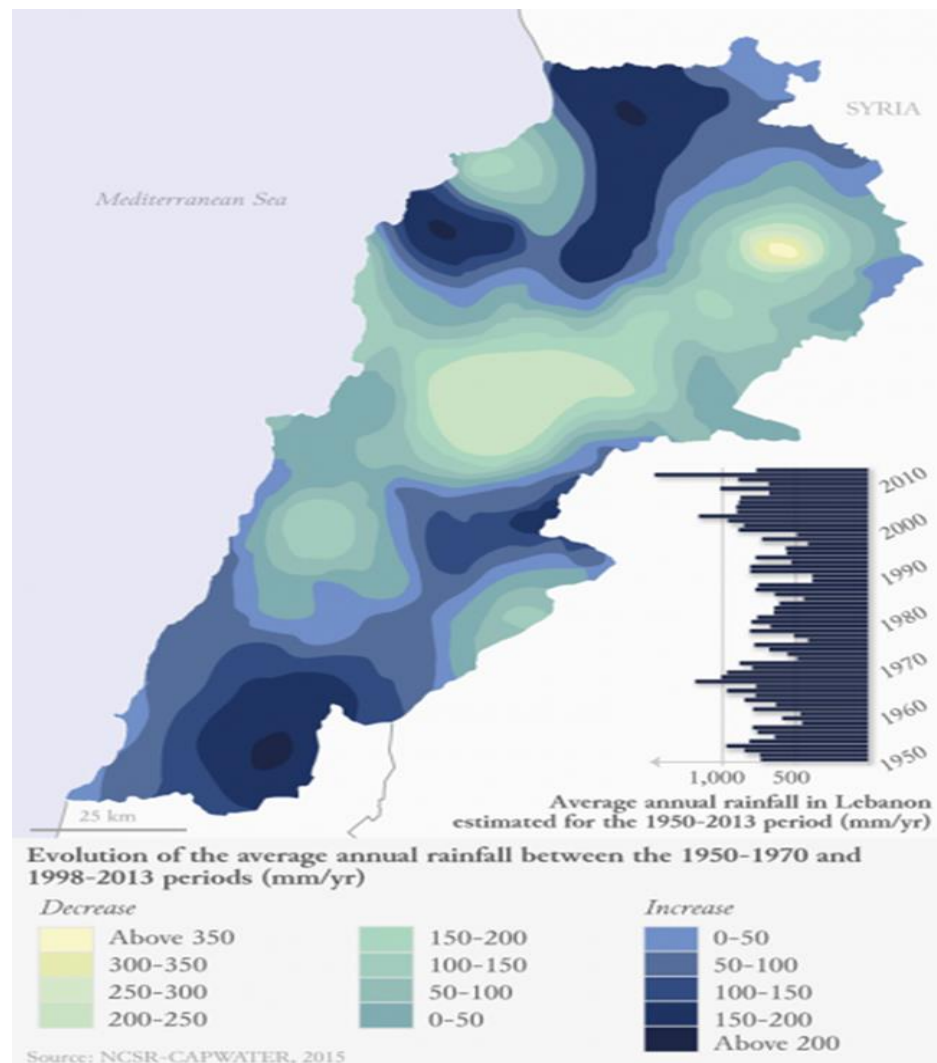 SYRIA
Mediterranean Sea
2010
2000
1990
1980
1970
1960
1950
1,000 500
25 km
Average annual rainfall in Lebanon
estimated for the 1950-2013 period (mm/yr)
Evolution of the average annual rainfall between the 1950-1970 and
1998-2013 periods (mm/yr)
Decrease
Above 350
300-350
250-300
200-250
150-200
100-150
50-100
0-50
Increase
0-50
50-100
100-150
150-200
Above 200
Source: NCSR-CAPWATER, 2015